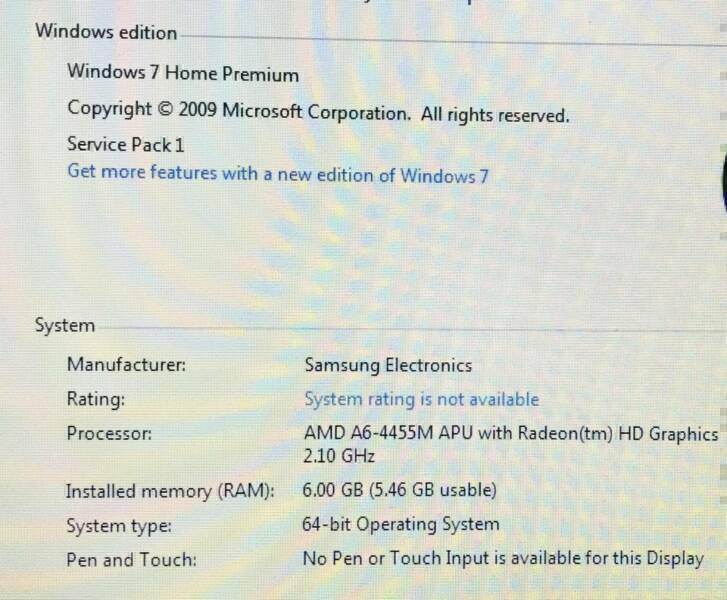 Windows edition
Windows 7 Home Premium
Copyright © 2009 Microsoft Corporation. All rights reserved.
Service Pack 1
Get more features with a new edition of Windows 7
System
Manufacturer: Samsung Electronics
Rating: System rating is not available
Processor: AMD A6-4455M APU with Radeon(tm) HD Graphics
2.10 GHz
Installed memory (RAM): 6.00 GB (5.46 GB usable)
System type: 64-bit Operating System
Pen and Touch: No Pen or Touch Input is available for this Display